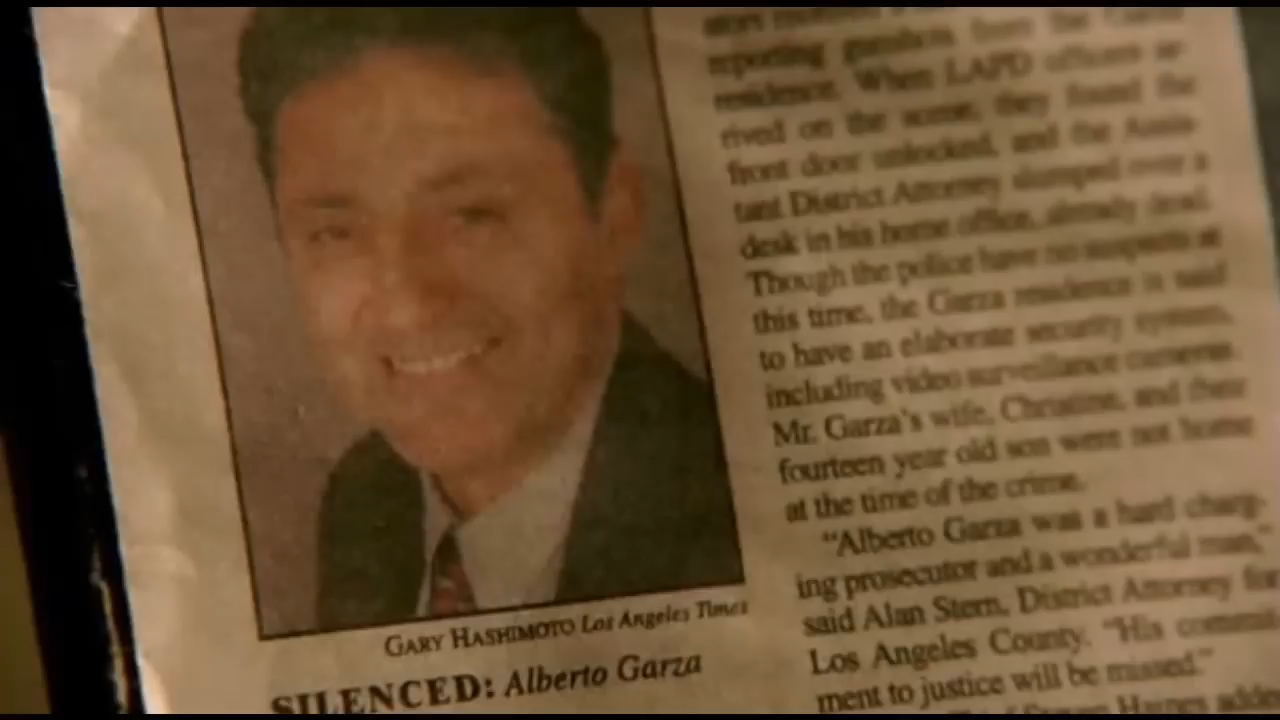 GARY HASHIMOTO Los Angeles Times
SILENCED: Alberto Garza
reporting gunshots from the Garza
residence. When LAPD officers ar-
rived on the scene, they found the
front door unlocked, and the Assis-
tant District Attorney slumped over a
desk in his home office, already dead.
Though the police have no suspects at
this time, the Garza residence is said
to have an elaborate security system,
including video surveillance cameras.
Mr. Garza's wife, Christine, and their
fourteen year old son were not home
at the time of the crime.
"Alberto Garza was a hard charg-
ing prosecutor and a wonderful man,"
said Alan Stern, District Attorney for
Los Angeles County. "His commit-
ment to justice will be missed."
added